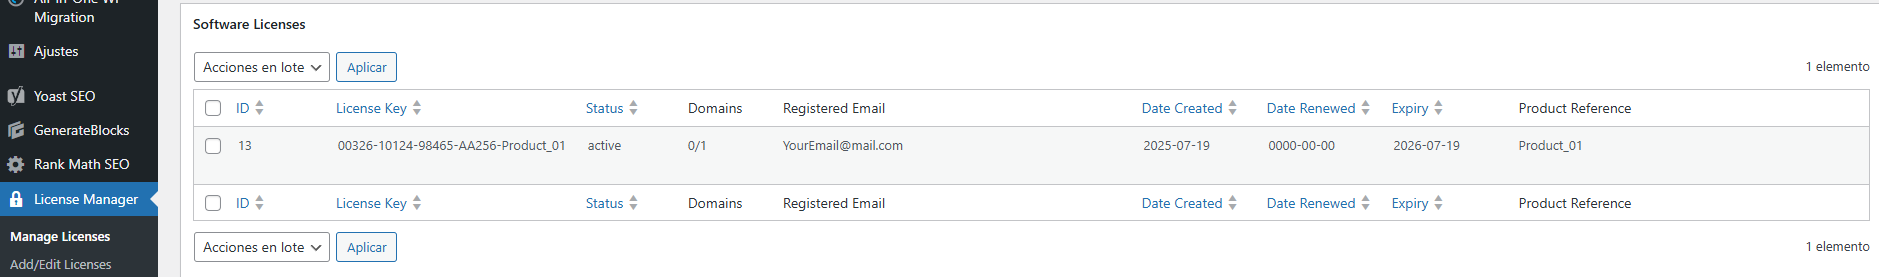 All-in-One WP
Migration
Ajustes
Yoast SEO
GenerateBlocks
Rank Math SEO
License Manager
Manage Licenses
Add/Edit Licenses
Software Licenses
Acciones en lote Aplicar 1 elemento
ID License Key Status Domains Registered Email Date Created Date Renewed Expiry Product Reference
13 00326-10124-98465-AA256-Product_01 active 0/1 YourEmail@mail.com 2025-07-19 0000-00-00 2026-07-19 Product_01
ID License Key Status Domains Registered Email Date Created Date Renewed Expiry Product Reference
Acciones en lote Aplicar 1 elemento